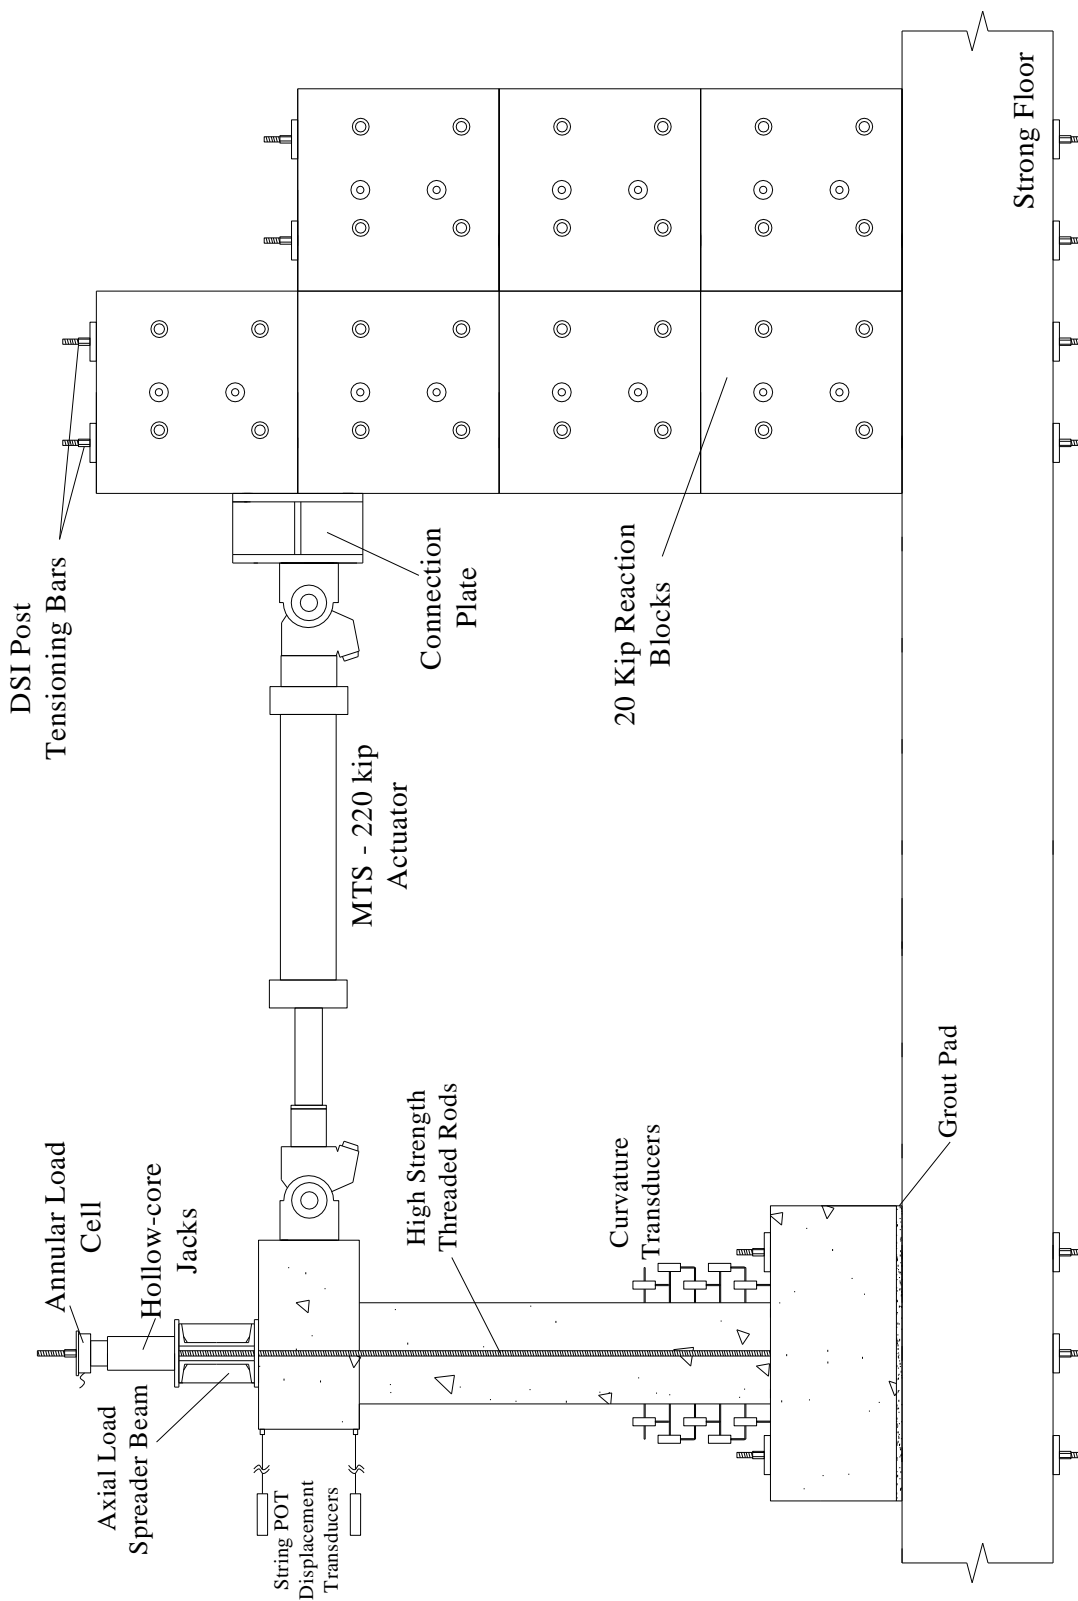 DSI Post
Tensioning Bars
Annular Load
Cell
Hollow-core
Jacks
Axial Load
Spreader Beam
String POT
Displacement
Transducers
MTS - 220 kip
Actuator
Connection
Plate
High Strength
Threaded Rods
Curvature
Transducers
20 Kip Reaction
Blocks
Grout Pad
Strong Floor